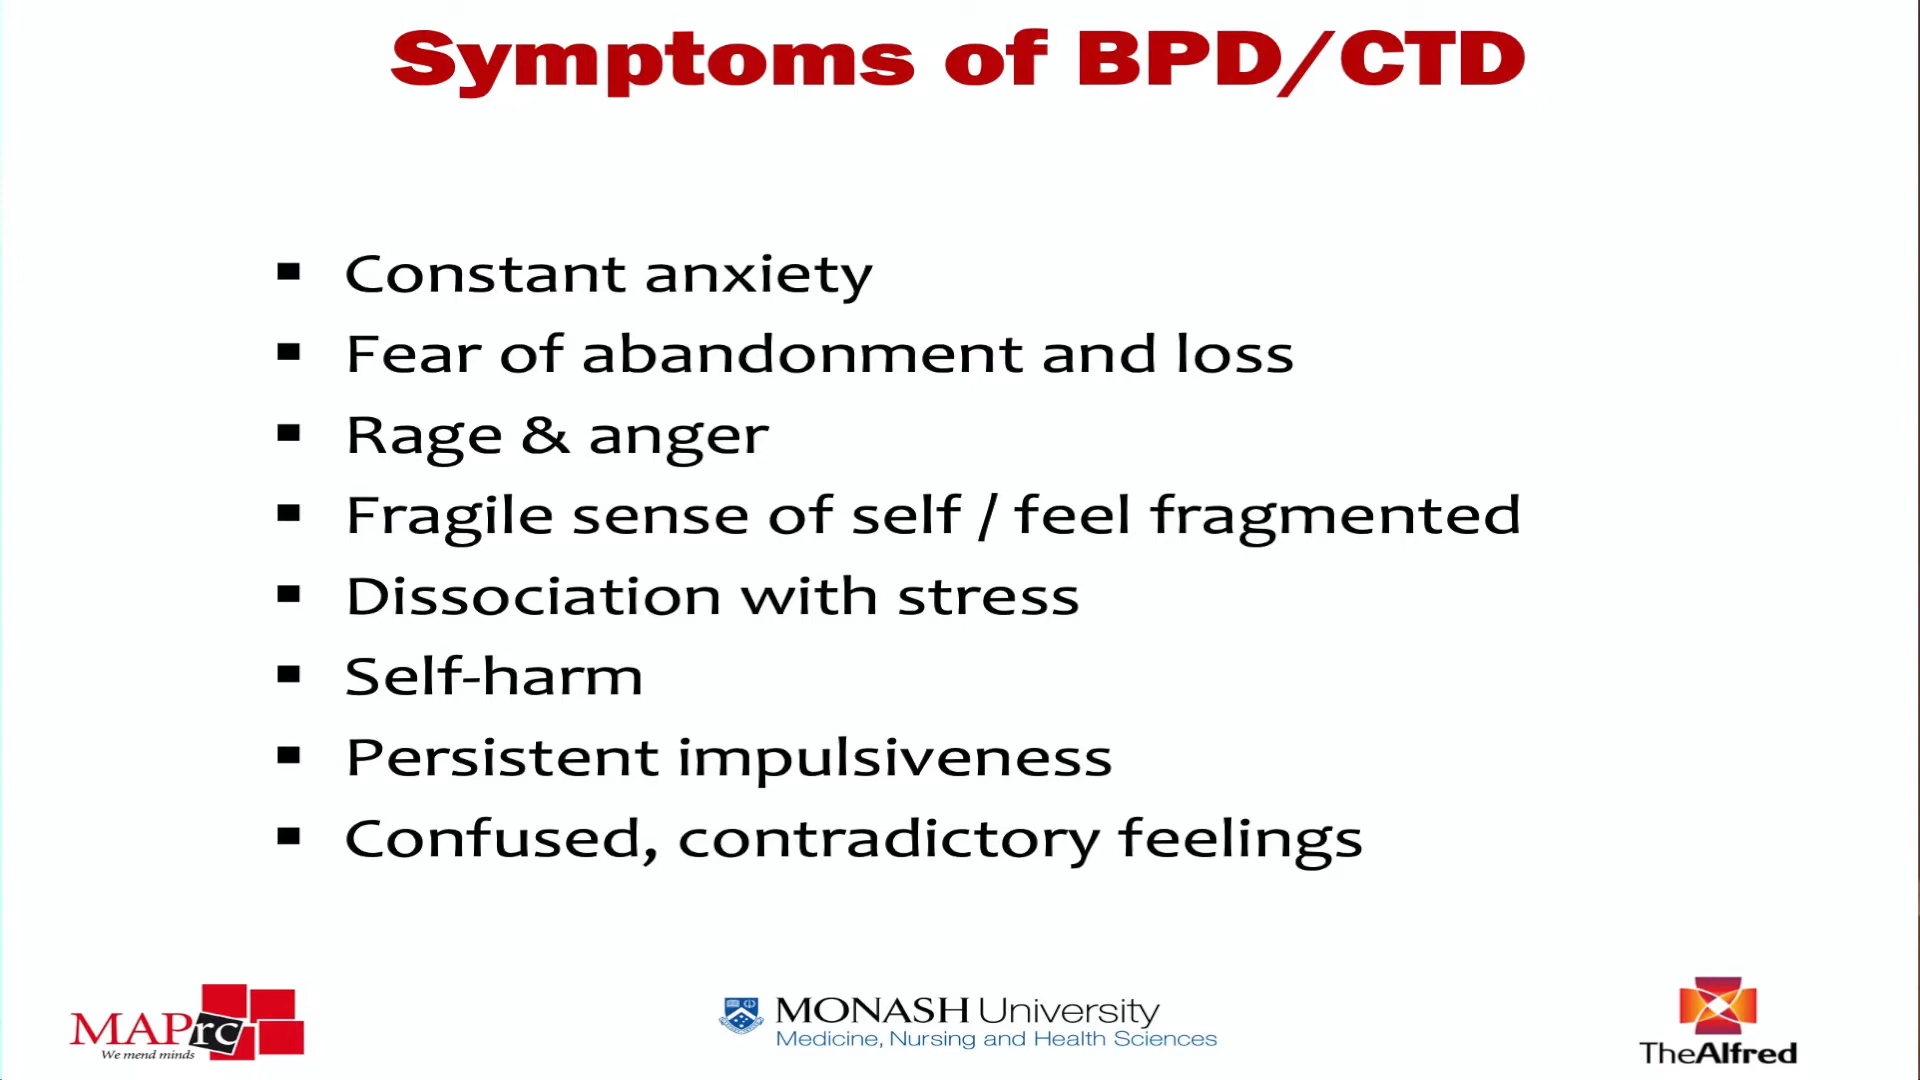 Symptoms of BPD/CTD
▪ Constant anxiety
▪ Fear of abandonment and loss
▪ Rage & anger
▪ Fragile sense of self / feel fragmented
▪ Dissociation with stress
▪ Self-harm
▪ Persistent impulsiveness
▪ Confused, contradictory feelings
MAPrc
We mend minds
MONASH University
Medicine, Nursing and Health Sciences
TheAlfred